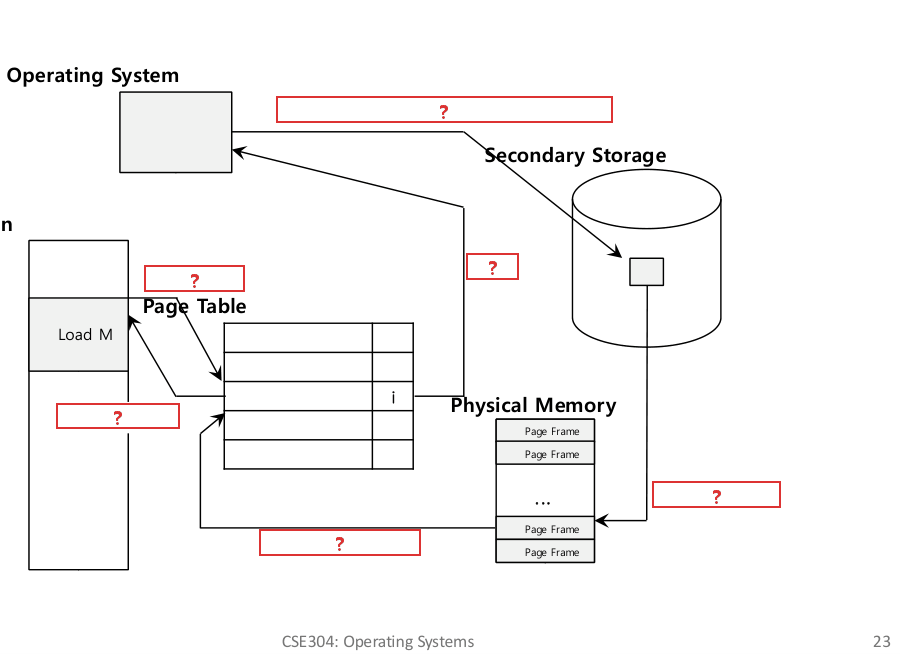 Operating System
?
Secondary Storage
n
?
?
Page Table
Load M
i
Physical Memory
?
Page Frame
Page Frame
...
?
Page Frame
?
Page Frame
CSE304: Operating Systems
23